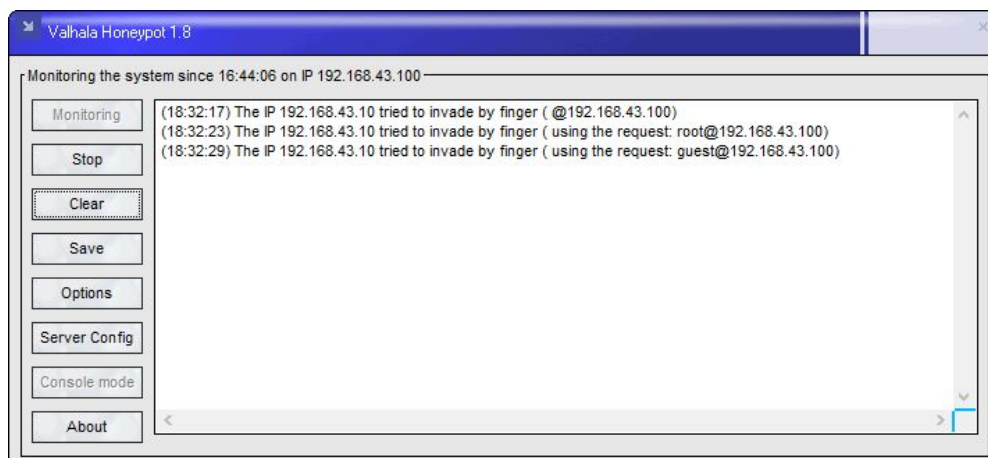 Valhala Honeypot 1.8
Monitoring the system since 16:44:06 on IP 192.168.43.100
Monitoring
Stop
Clear
Save
Options
Server Config
Console mode
About
(18:32:17) The IP 192.168.43.10 tried to invade by finger ( @192.168.43.100)
(18:32:23) The IP 192.168.43.10 tried to invade by finger ( using the request: root@192.168.43.100)
(18:32:29) The IP 192.168.43.10 tried to invade by finger ( using the request: guest@192.168.43.100)